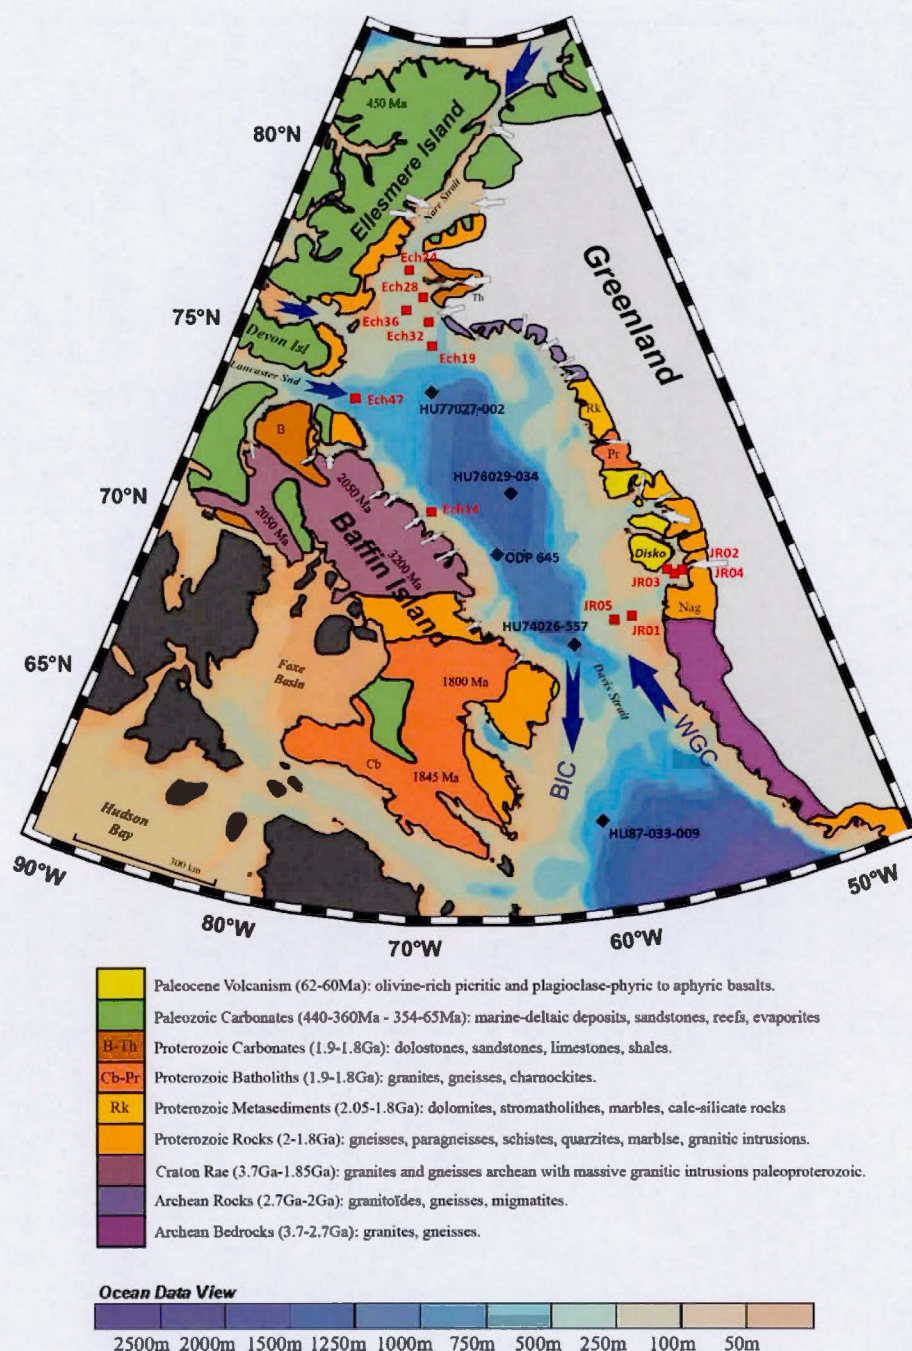 450 Ma
80°N
Ellesmere Island
Nare Strait
Greenland
Ech24
Ech28
Th
75°N
Ech36
Ech32
Devon Isl
Ech19
Lancaster Snd
Ech47
HU77027-002
Rk
B
Pr
HU76029-034
2050 Ma
70°N
Ech14
2050 Ma
Baffin Island
3200 Ma
ODP 645
Disko
JR02
JR03
JR04
JR05
Nag
HU74026-557
JR01
65°N
Foxe
Basin
1800 Ma
Davis Strait
WGC
Cb
1845 Ma
BIC
Hudson
Bay
HU87-033-009
300 km
90°W
50°W
80°W
70°W
60°W
Paleocene Volcanism (62-60Ma): olivine-rich picritic and plagioclase-phyric to aphyric basalts.
Paleozoic Carbonates (440-360Ma - 354-65Ma): marine-deltaic deposits, sandstones, reefs, evaporites
B-Th Proterozoic Carbonates (1.9-1.8Ga): dolostones, sandstones, limestones, shales.
Cb-Pr Proterozoic Batholiths (1.9-1.8Ga): granites, gneisses, charnockites.
Rk Proterozoic Metasediments (2.05-1.8Ga): dolomites, stromatholithes, marbles, calc-silicate rocks
Proterozoic Rocks (2-1.8Ga): gneisses, paragneisses, schistes, quarzites, marblse, granitic intrusions.
Craton Rae (3.7Ga-1.85Ga): granites and gneisses archean with massive granitic intrusions paleoproterozoic.
Archean Rocks (2.7Ga-2Ga): granitoïdes, gneisses, migmatites.
Archean Bedrocks (3.7-2.7Ga): granites, gneisses.
Ocean Data View
2500m 2000m 1500m 1250m 1000m 750m 500m 250m 100m 50m